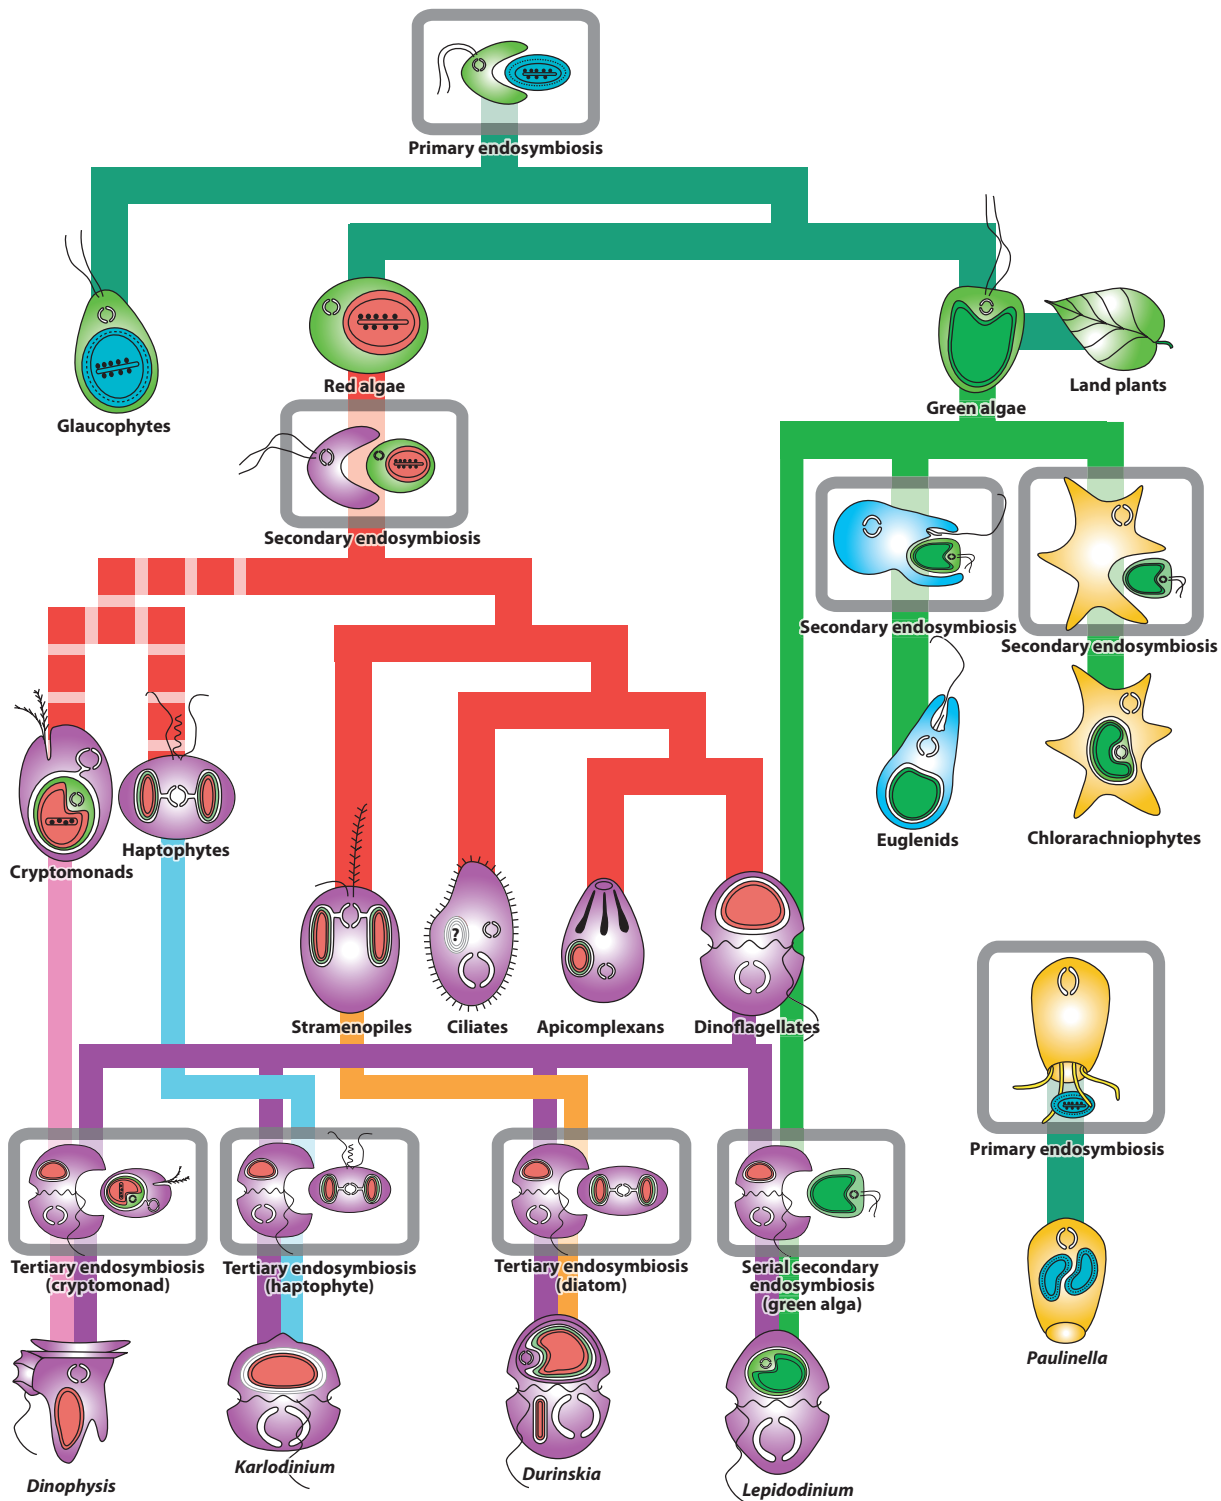 Primary endosymbiosis
Glaucophytes
Red algae
Green algae
Land plants
Secondary endosymbiosis
Secondary endosymbiosis
Secondary endosymbiosis
Cryptomonads
Haptophytes
Euglenids
Chlorarachniophytes
?
Stramenopiles
Ciliates
Apicomplexans
Dinoflagellates
Primary endosymbiosis
Tertiary endosymbiosis
(cryptomonad)
Tertiary endosymbiosis
(haptophyte)
Tertiary endosymbiosis
(diatom)
Serial secondary
endosymbiosis
(green alga)
Paulinella
Dinophysis
Karlodinium
Durinskia
Lepidodinium